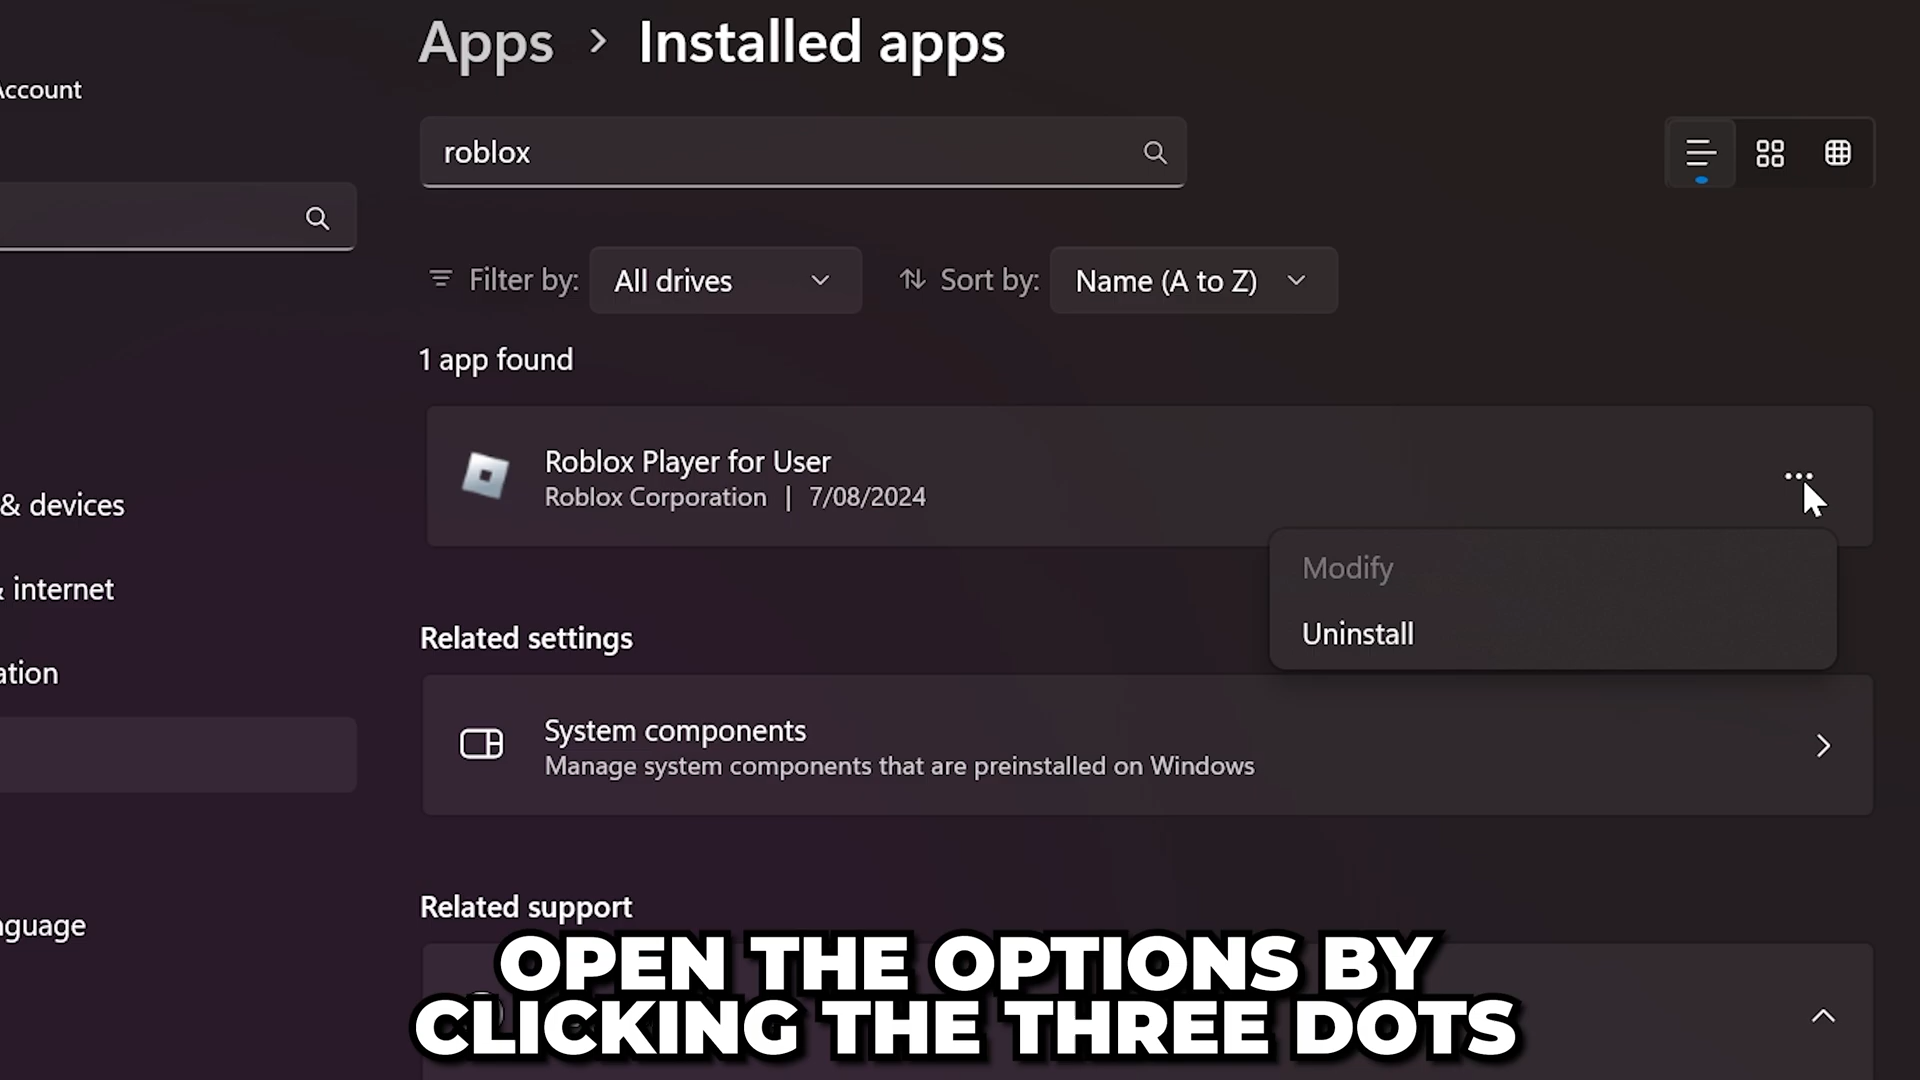 Apps > Installed apps
Account
roblox
Filter by: All drives
Sort by: Name (A to Z)
1 app found
Roblox Player for User
Roblox Corporation | 7/08/2024
& devices
internet
Modify
Uninstall
Related settings
ation
System components
Manage system components that are preinstalled on Windows
Related support
nguage
OPEN THE OPTIONS BY
CLICKING THE THREE DOTS